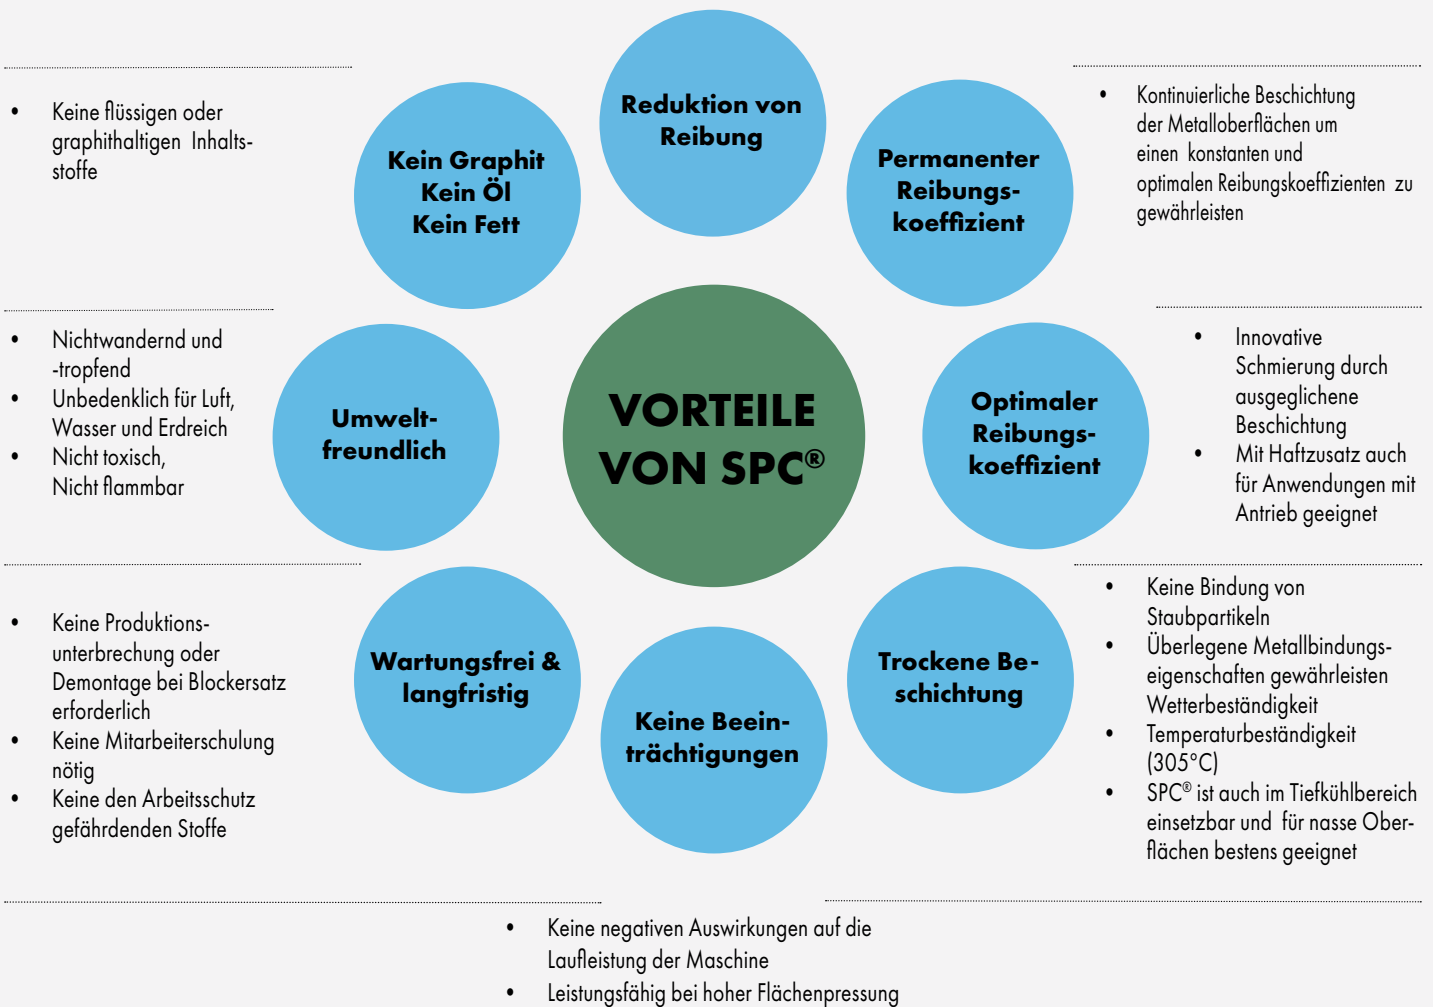 VORTEILE
VON SPC®
Reduktion von
Reibung
Permanenter
Reibungs-
koeffizient
• Kontinuierliche Beschichtung
der Metalloberflächen um
einen konstanten und
optimalen Reibungskoeffizienten zu
gewährleisten
Optimaler
Reibungs-
koeffizient
• Innovative
Schmierung durch
ausgeglichene
Beschichtung
• Mit Haftzusatz auch
für Anwendungen mit
Antrieb geeignet
Trockene Be-
schichtung
• Keine Bindung von
Staubpartikeln
• Überlegene Metallbindungs-
eigenschaften gewährleisten
Wetterbeständigkeit
• Temperaturbeständigkeit
(305°C)
• SPC® ist auch im Tiefkühlbereich
einsetzbar und für nasse Ober-
flächen bestens geeignet
Keine Beein-
trächtigungen
• Keine negativen Auswirkungen auf die
Laufleistung der Maschine
• Leistungsfähig bei hoher Flächenpressung
Wartungsfrei &
langfristig
• Keine Produktions-
unterbrechung oder
Demontage bei Blockersatz
erforderlich
• Keine Mitarbeiterschulung
nötig
• Keine den Arbeitsschutz
gefährdenden Stoffe
Umwelt-
freundlich
• Nichtwandernd und
-tropfend
• Unbedenklich für Luft,
Wasser und Erdreich
• Nicht toxisch,
Nicht flammbar
Kein Graphit
Kein Öl
Kein Fett
• Keine flüssigen oder
graphithaltigen Inhalts-
stoffe